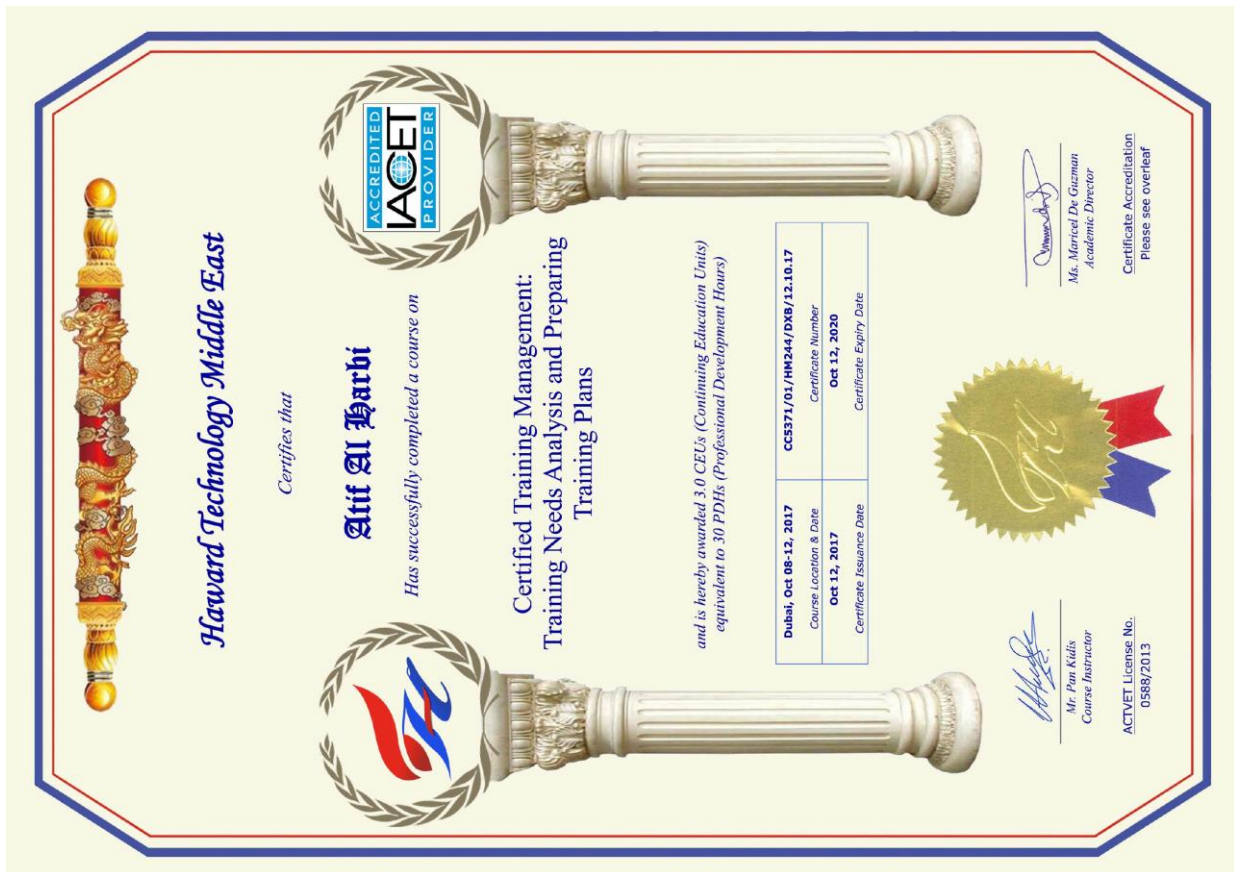 Haward Technology Middle East
Certifies that
Atif Al Harbi
Has successfully completed a course on
Certified Training Management:
Training Needs Analysis and Preparing
Training Plans
and is hereby awarded 3.0 CEUs (Continuing Education Units)
equivalent to 30 PDHs (Professional Development Hours)
ACCREDITED
IACET
PROVIDER
Dubai, Oct 08-12, 2017
CC5371/01/HM244/DXB/12.10.17
Course Location & Date
Certificate Number
Oct 12, 2017
Oct 12, 2020
Certificate Issuance Date
Certificate Expiry Date
Mr. Pan Kidis
Course Instructor
ACTVET License No.
0588/2013
Ms. Maricel De Guzman
Academic Director
Certificate Accreditation
Please see overleaf